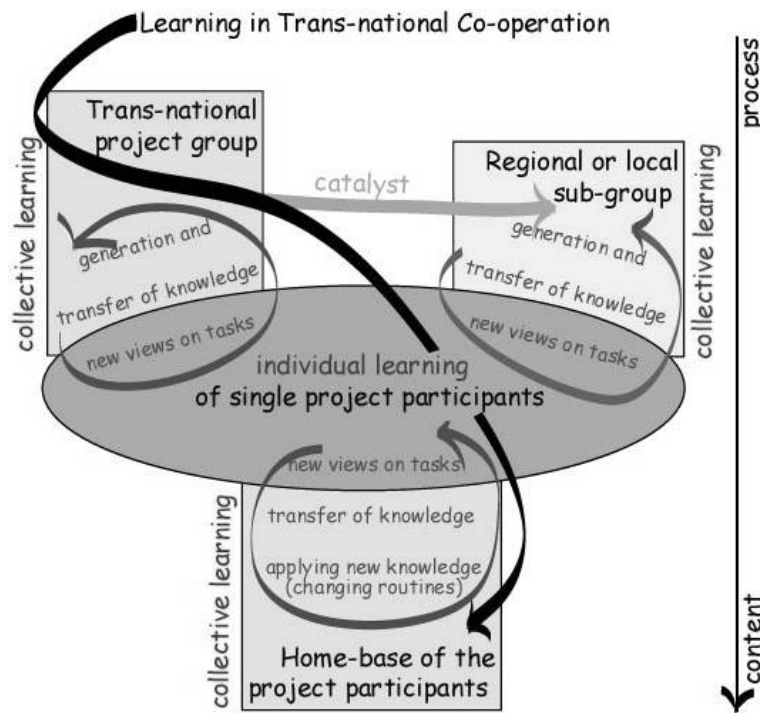 Learning in Trans-national Co-operation
process
Trans-national
project group
collective learning
generation and
transfer of knowledge
new views on tasks
catalyst
Regional or local
sub-group
collective learning
generation and
transfer of knowledge
new views on tasks
individual learning
of single project participants
new views on tasks
transfer of knowledge
applying new knowledge
(changing routines)
collective learning
Home-base of the
project participants
content